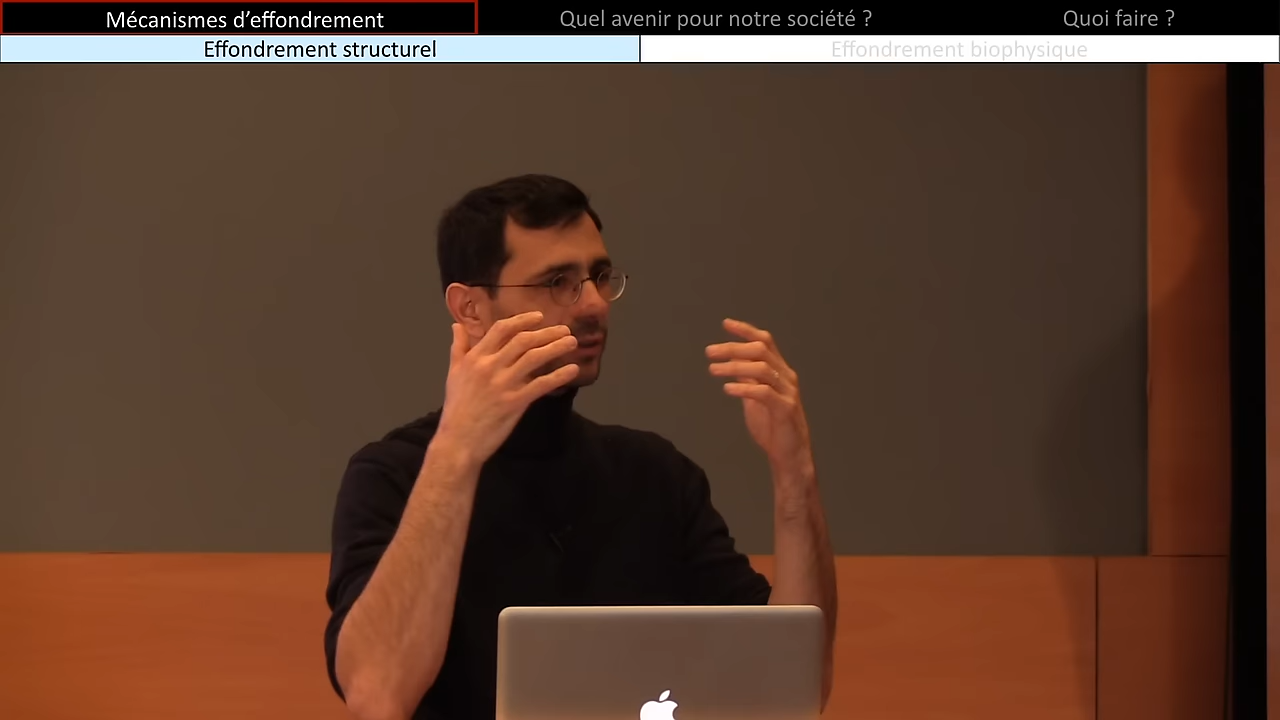 Mécanismes d’effondrement
Quel avenir pour notre société ?
Quoi faire ?
Effondrement structurel
Effondrement biophysique